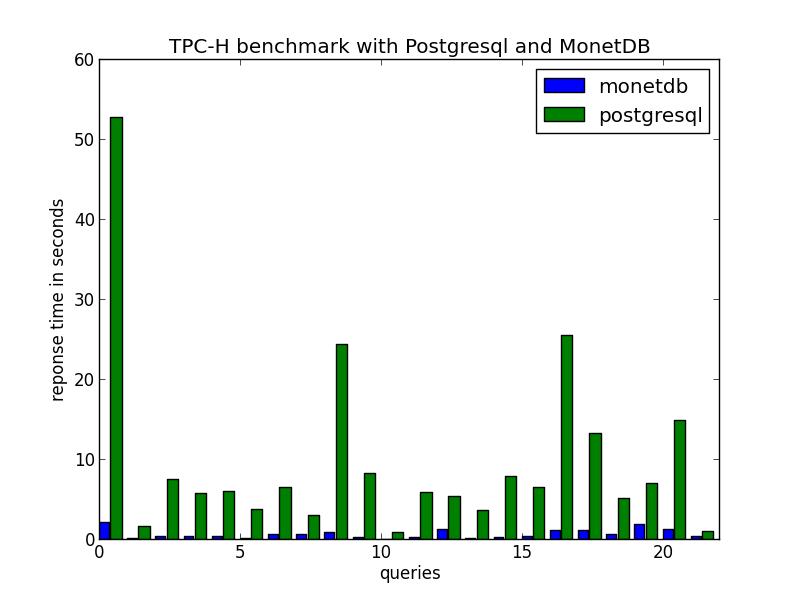 TPC-H benchmark with Postgresql and MonetDB
60
50
40
30
20
10
0
reponse time in seconds
monetdb
postgresql
0 5 10 15 20
queries